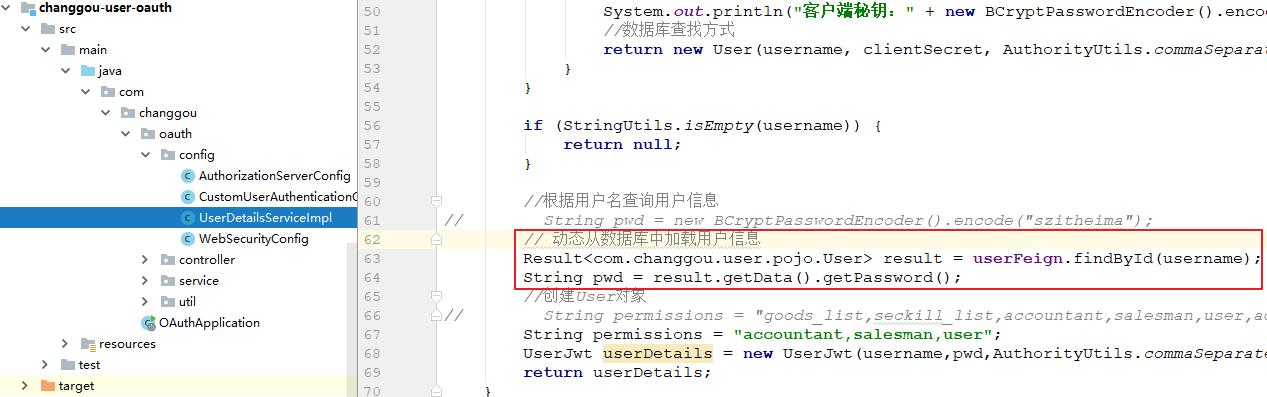 changgou-user-oauth
src
main
java
com
changgou
oauth
config
AuthorizationServerConfig
CustomUserAuthenticationC
UserDetailsServiceImpl
WebSecurityConfig
controller
service
util
OAuthApplication
resources
test
target
50 System.out.println("客户端秘钥：" + new BCryptPasswordEncoder().enco
51 //数据库查找方式
52 return new User(username, clientSecret, AuthorityUtils.commaSeparat
53 }
54 }
55
56 if (StringUtils.isEmpty(username)) {
57 return null;
58 }
59
60 //根据用户名查询用户信息
61 // String pwd = new BCryptPasswordEncoder().encode("szitheima");
62 // 动态从数据库中加载用户信息
63 Result<com.changgou.user.pojo.User> result = userFeign.findById(username);
64 String pwd = result.getData().getPassword();
65 //创建User对象
66 // String permissions = "goods_list,seckill_list,accountant,salesman,user,ac
67 String permissions = "accountant,salesman,user";
68 UserJwt userDetails = new UserJwt(username,pwd,AuthorityUtils.commaSeparate
69 return userDetails;
70 }